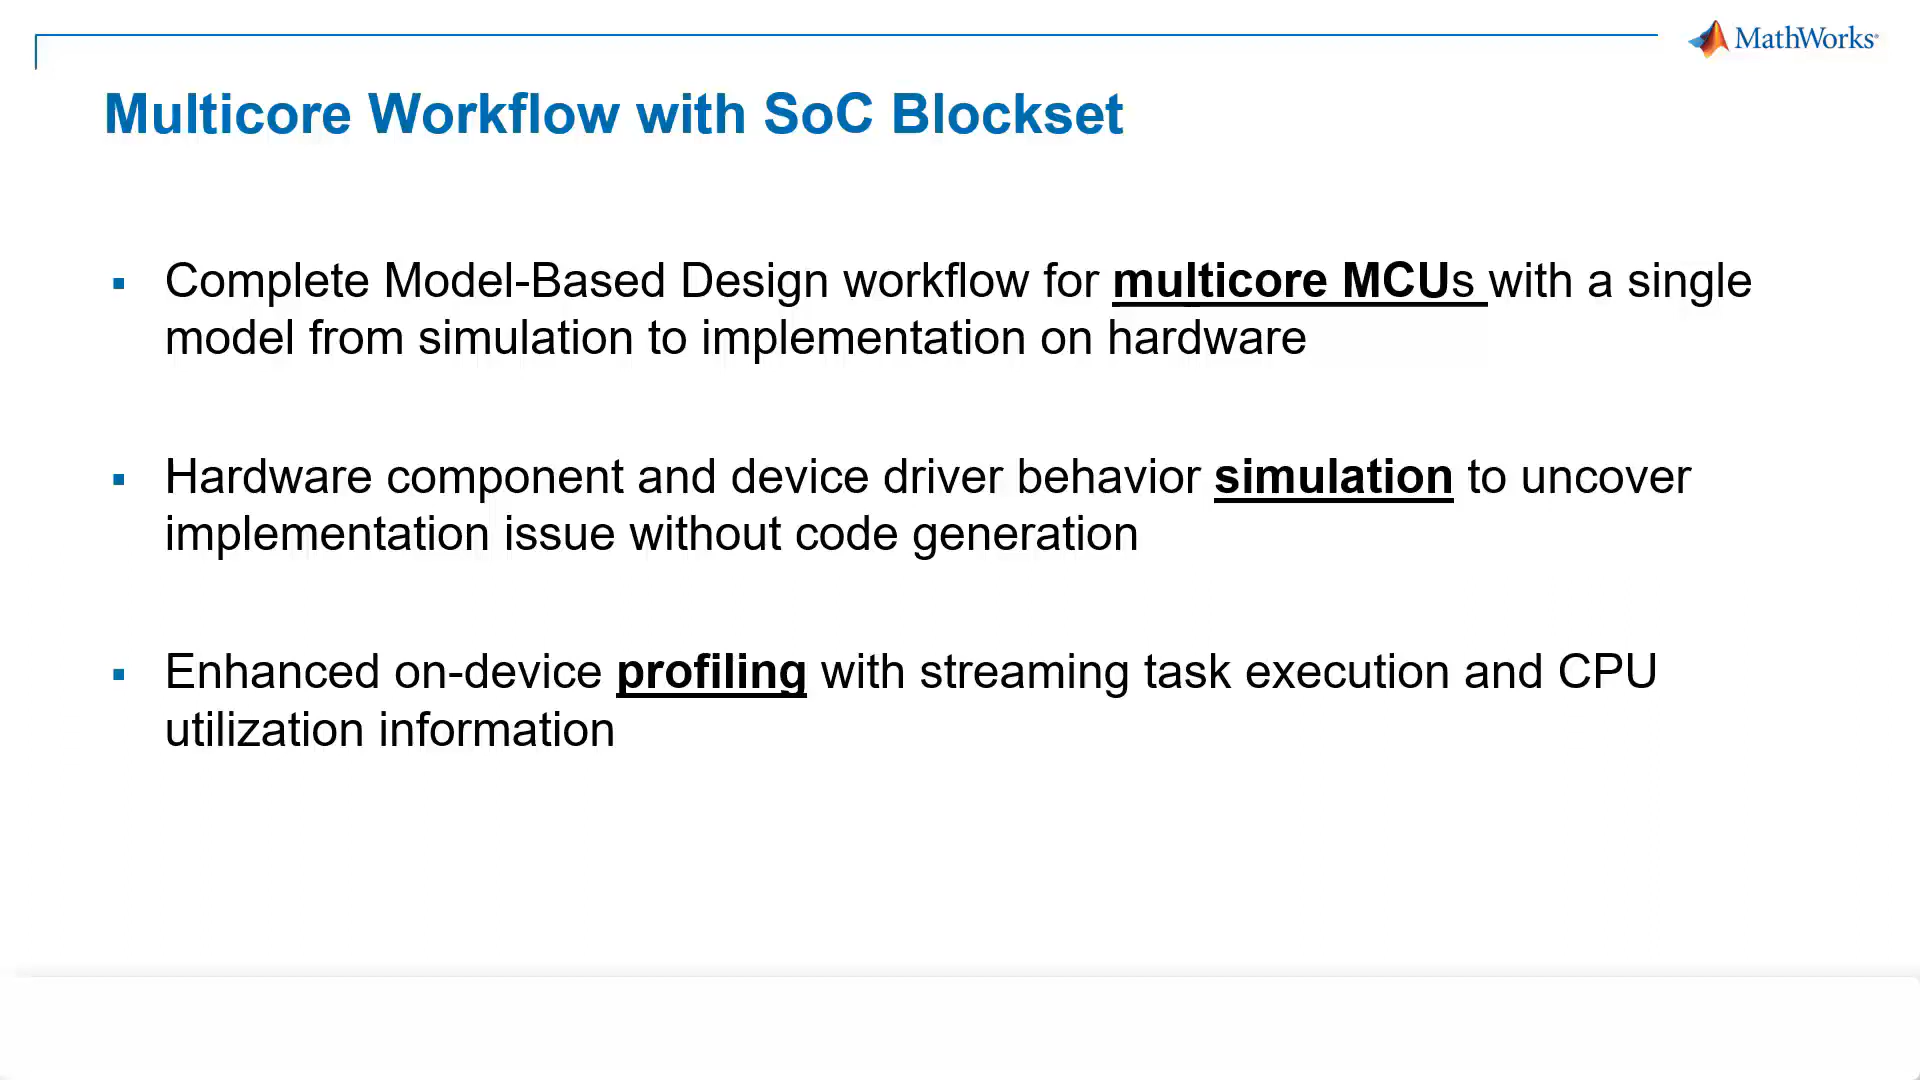 MathWorks®
Multicore Workflow with SoC Blockset
▪ Complete Model-Based Design workflow for multicore MCUs with a single
model from simulation to implementation on hardware
▪ Hardware component and device driver behavior simulation to uncover
implementation issue without code generation
▪ Enhanced on-device profiling with streaming task execution and CPU
utilization information